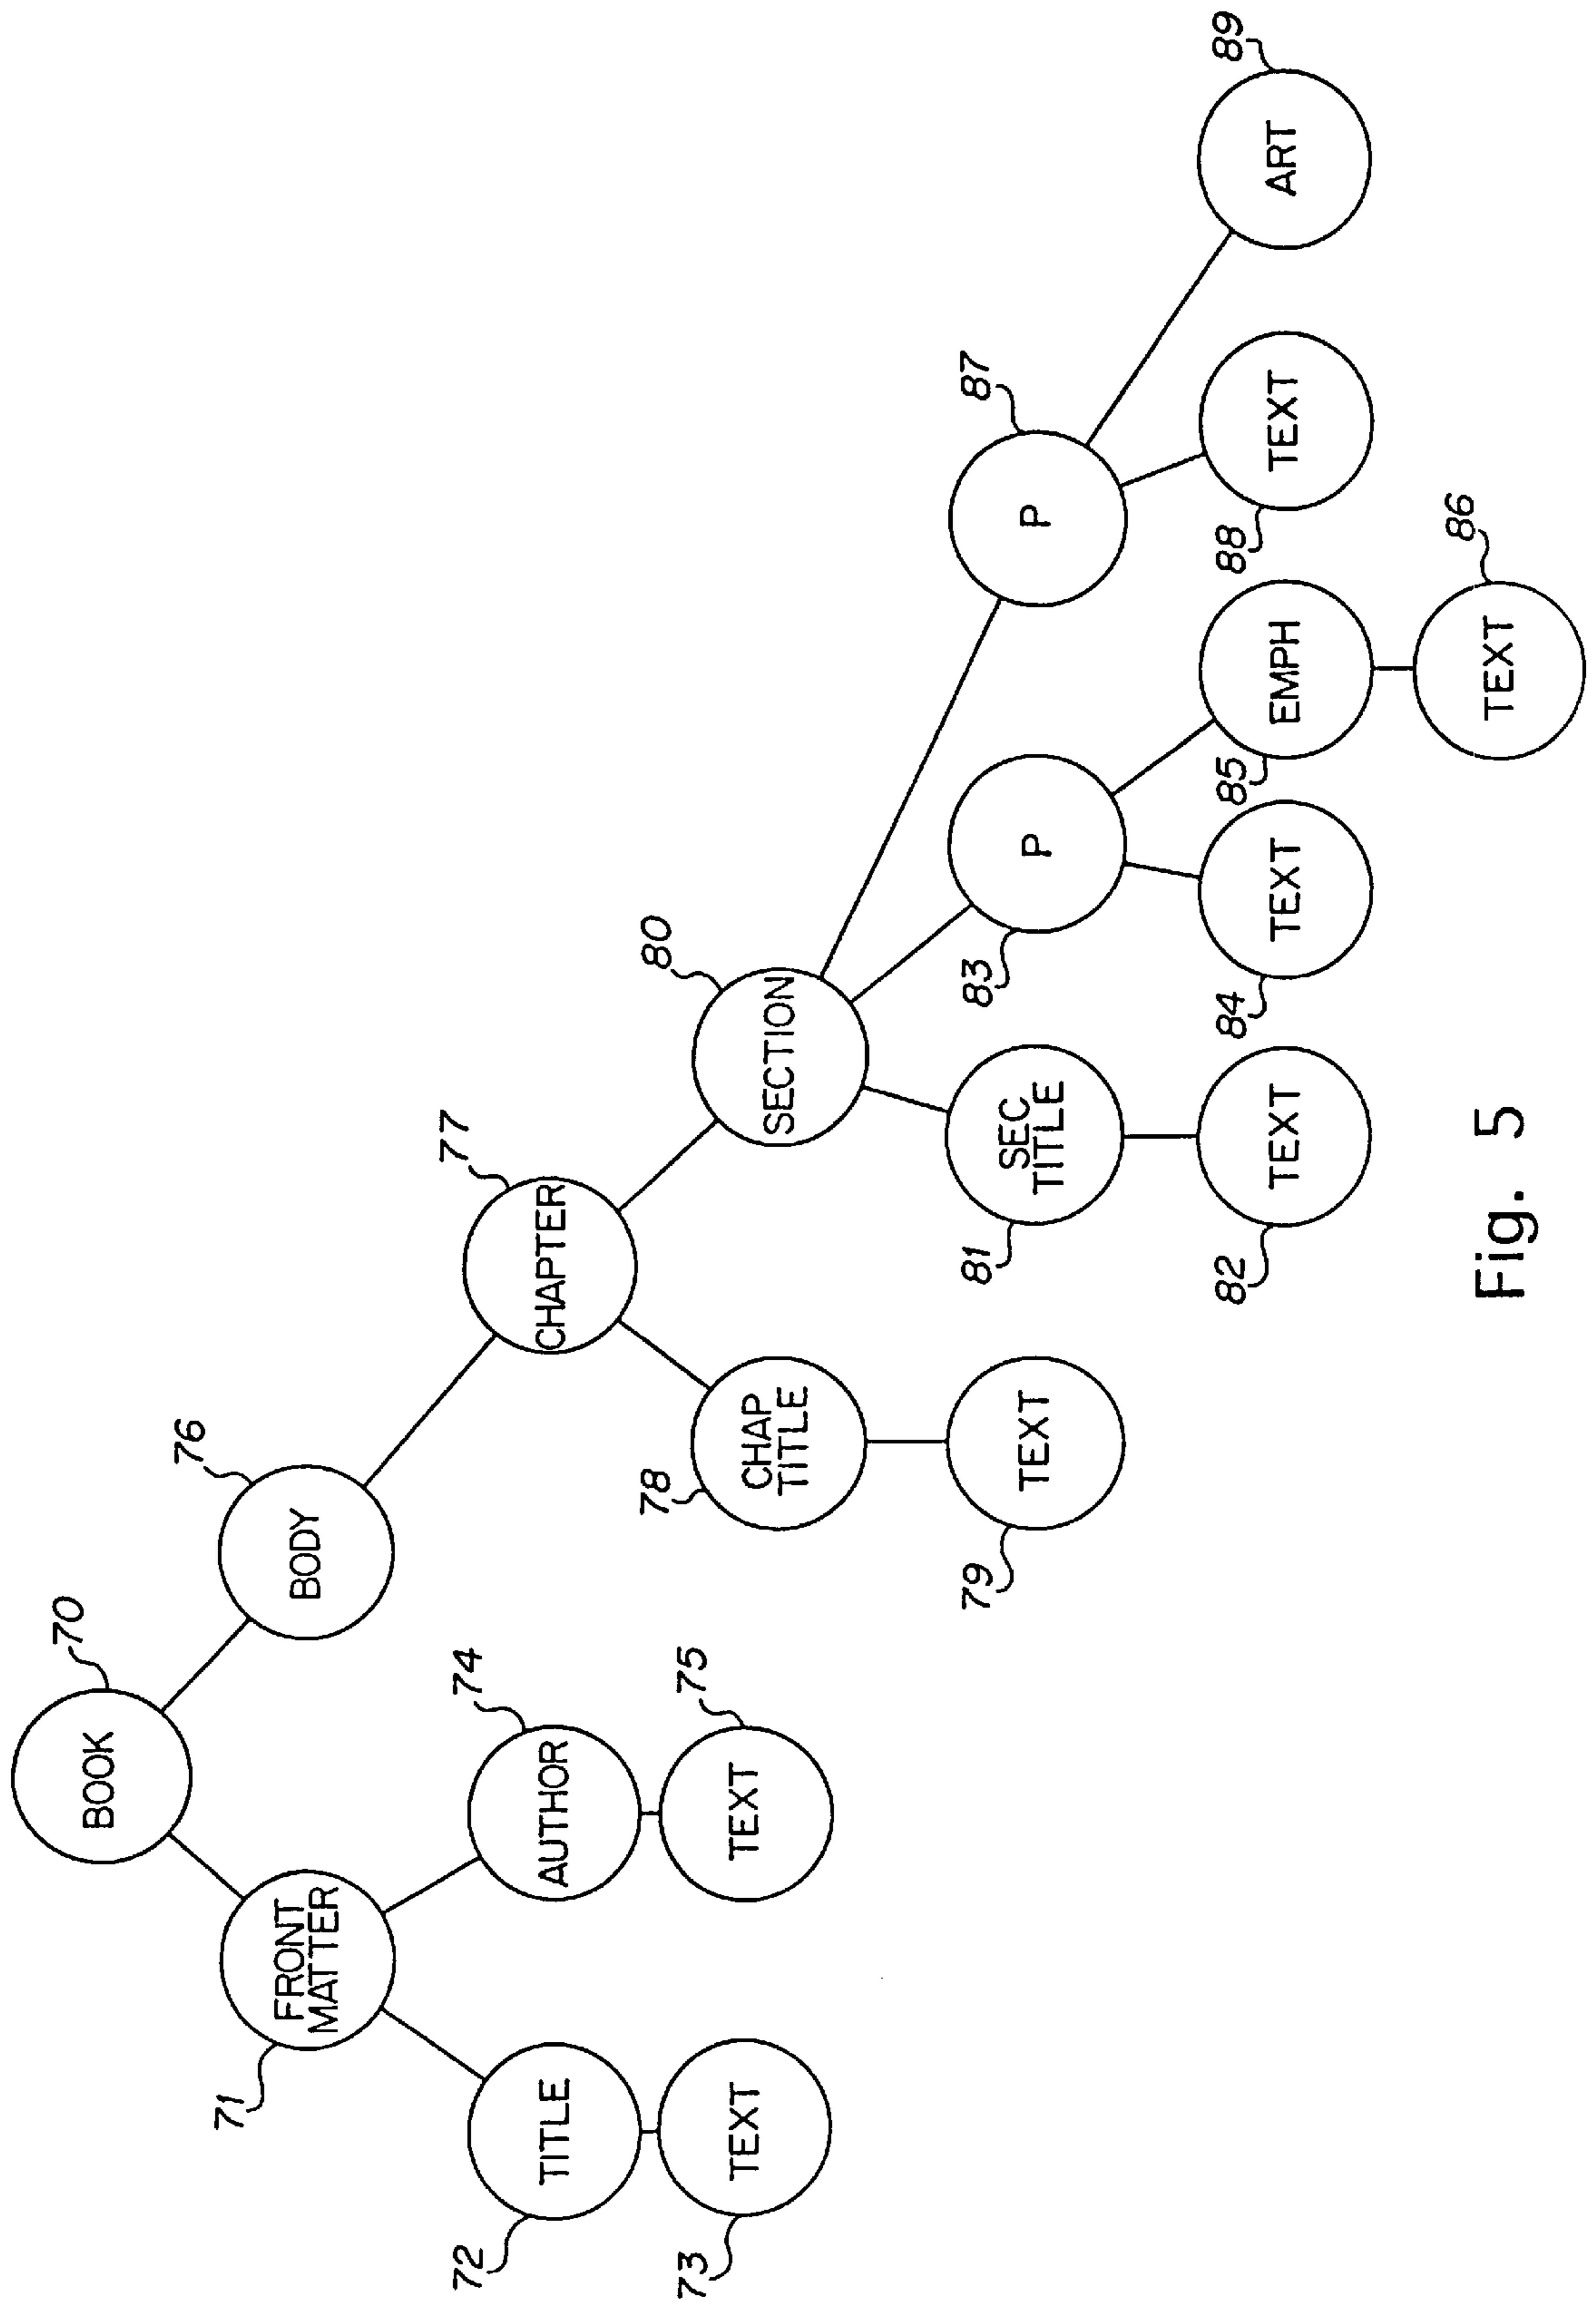 70
BOOK
71
FRONT
MATTER
76
BODY
72
TITLE
74
AUTHOR
77
CHAPTER
73
TEXT
75
TEXT
78
CHAP
TITLE
80
SECTION
79
TEXT
81
SEC
TITLE
83
P
87
P
82
TEXT
84
TEXT
85
EMPH
88
TEXT
89
ART
86
TEXT
Fig. 5